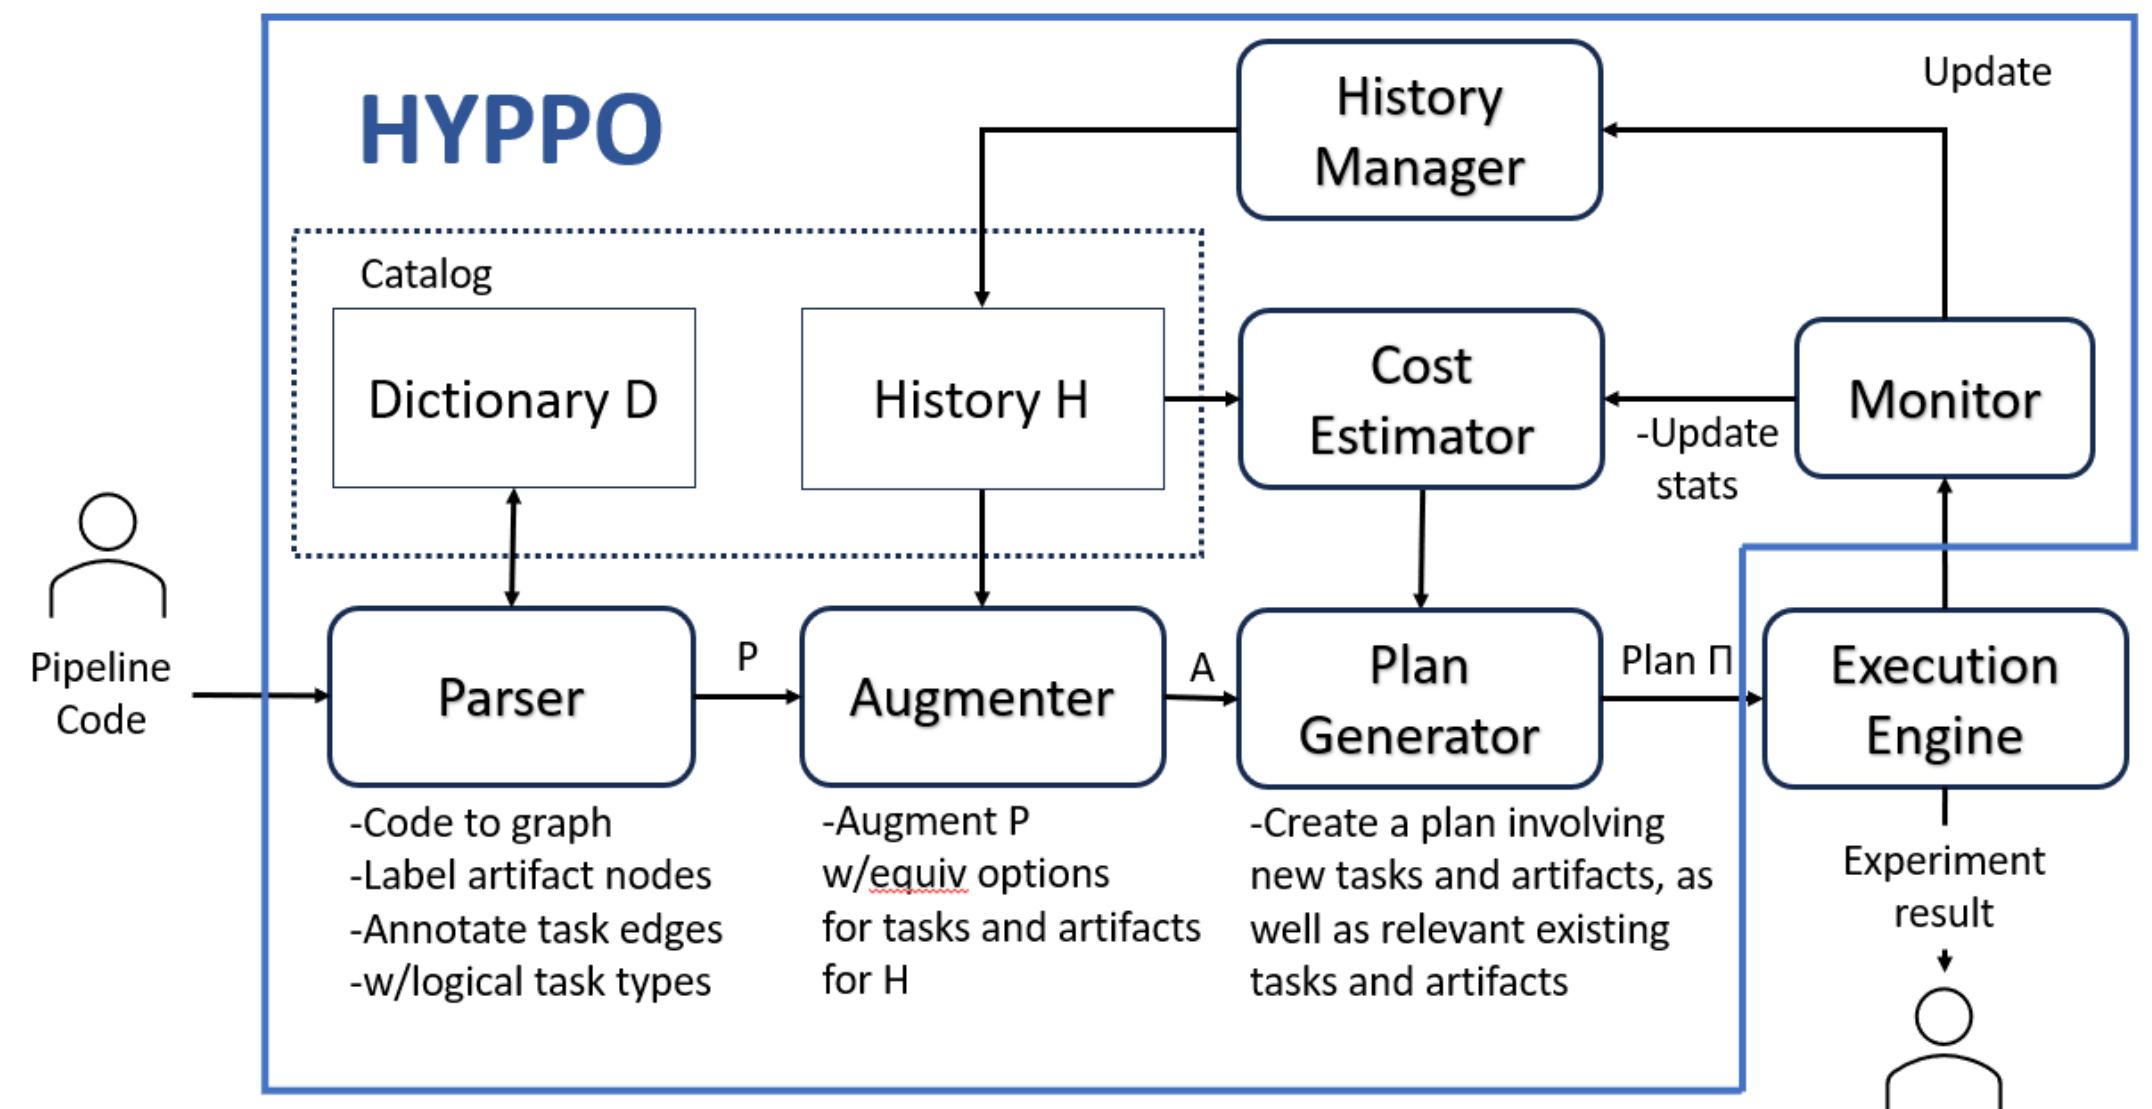 HYPPO
History
Manager
Update
Catalog
Dictionary D
History H
Cost
Estimator
-Update
stats
Monitor
Pipeline
Code
Parser
P
Augmenter
A
Plan
Generator
Plan Π
Execution
Engine
-Code to graph
-Label artifact nodes
-Annotate task edges
-w/logical task types
-Augment P
w/equiv options
for tasks and artifacts
for H
-Create a plan involving
new tasks and artifacts, as
well as relevant existing
tasks and artifacts
Experiment
result